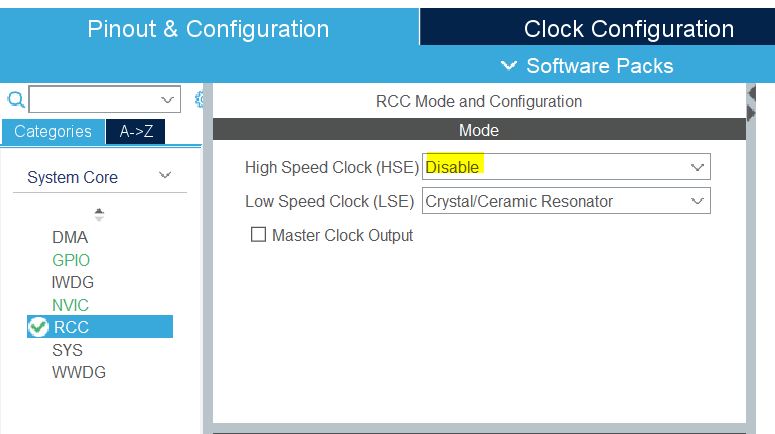 Pinout & Configuration
Clock Configuration
Software Packs
Categories
A->Z
System Core
DMA
GPIO
IWDG
NVIC
RCC
SYS
WWDG
RCC Mode and Configuration
Mode
High Speed Clock (HSE) Disable
Low Speed Clock (LSE) Crystal/Ceramic Resonator
Master Clock Output